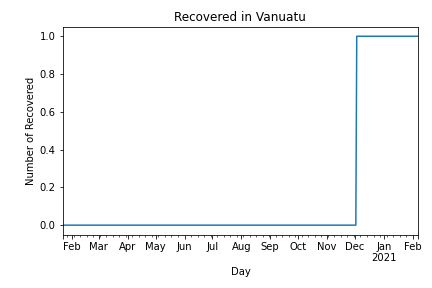 Recovered in Vanuatu
1.0
0.8
0.6
0.4
0.2
0.0
Number of Recovered
Feb Mar Apr May Jun Jul Aug Sep Oct Nov Dec Jan Feb
2021
Day